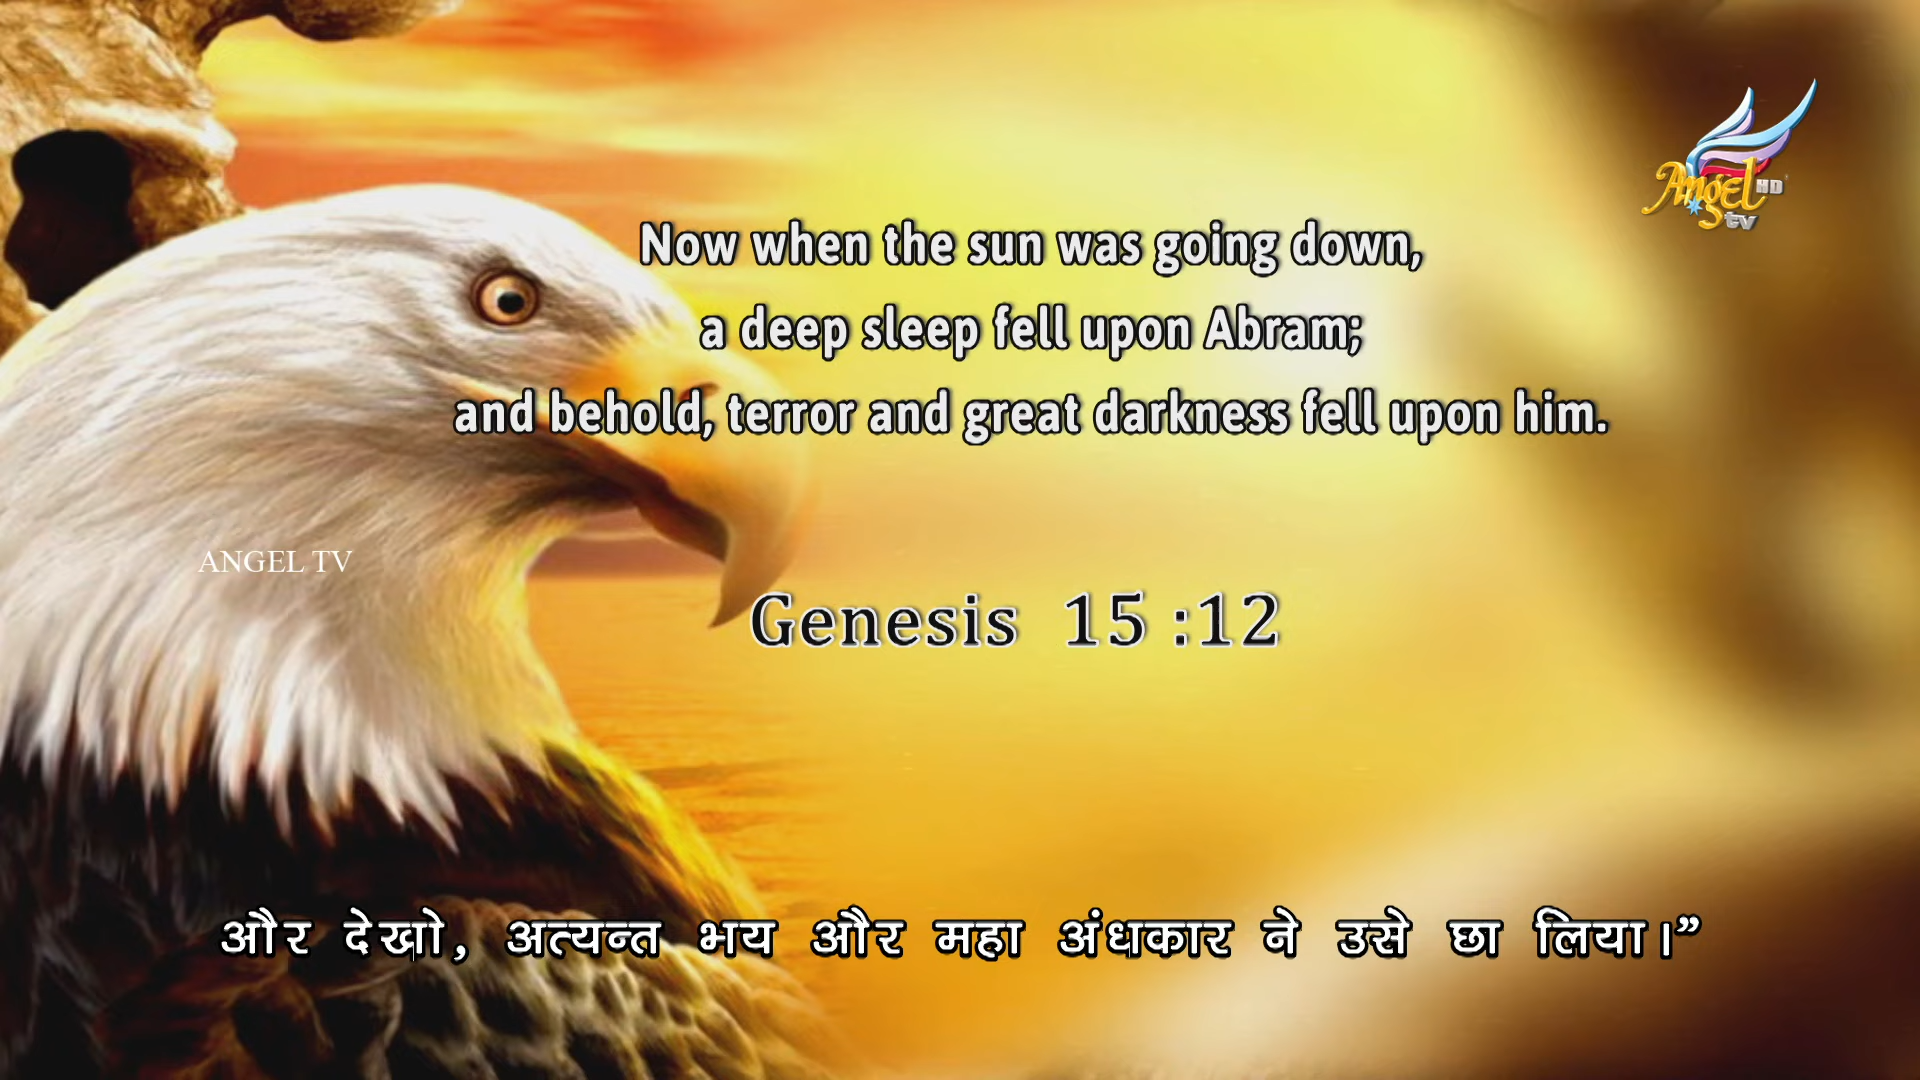 Angel HD
tv
Now when the sun was going down,
a deep sleep fell upon Abram;
and behold, terror and great darkness fell upon him.
ANGEL TV
Genesis 15 :12
और देखो, अत्यन्त भय और महा अंधकार ने उसे छा लिया।”